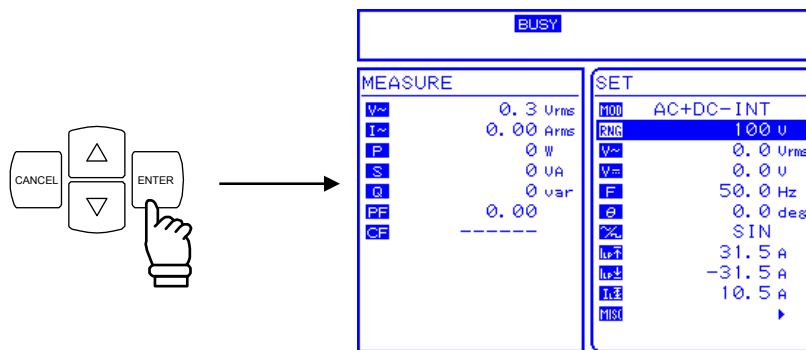 BUSY
MEASURE
V~ 0.3 Vrms
I~ 0.00 Arms
P 0 W
S 0 VA
Q 0 var
PF 0.00
CF ------
SET
MOD AC+DC-INT
RNG 100 V
V~ 0.0 Vrms
V⎓ 0.0 V
F 50.0 Hz
θ 0.0 deg
SIN
31.5 A
-31.5 A
10.5 A
MISC
CANCEL
ENTER